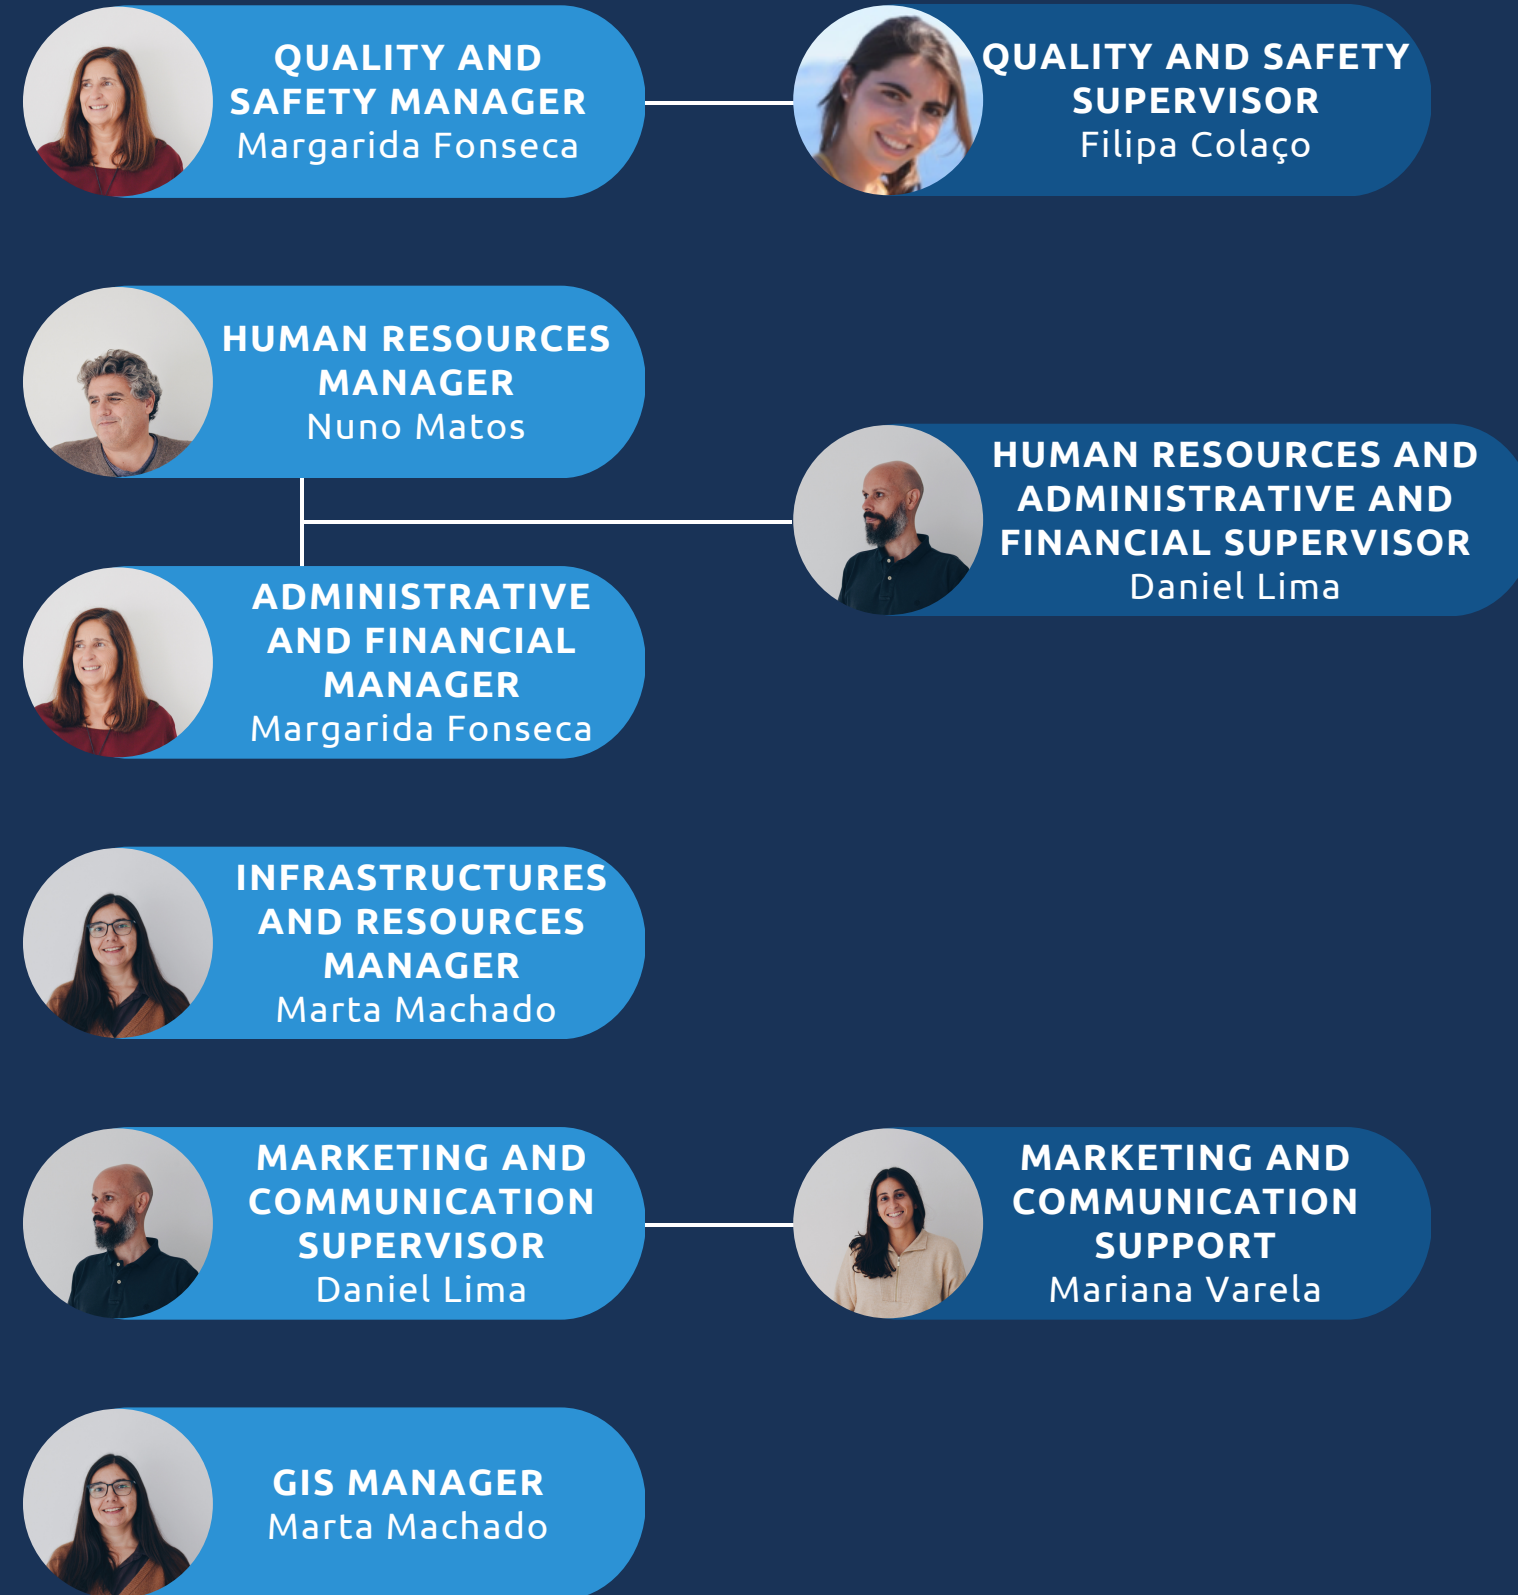 QUALITY AND
SAFETY MANAGER
Margarida Fonseca
QUALITY AND SAFETY
SUPERVISOR
Filipa Colaço
HUMAN RESOURCES
MANAGER
Nuno Matos
HUMAN RESOURCES AND
ADMINISTRATIVE AND
FINANCIAL SUPERVISOR
Daniel Lima
ADMINISTRATIVE
AND FINANCIAL
MANAGER
Margarida Fonseca
INFRASTRUCTURES
AND RESOURCES
MANAGER
Marta Machado
MARKETING AND
COMMUNICATION
SUPERVISOR
Daniel Lima
MARKETING AND
COMMUNICATION
SUPPORT
Mariana Varela
GIS MANAGER
Marta Machado